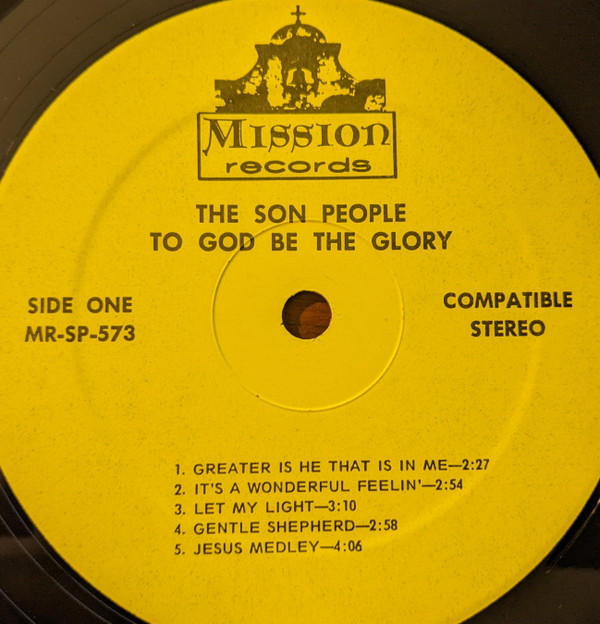 Mission
records
THE SON PEOPLE
TO GOD BE THE GLORY
SIDE ONE
MR-SP-573
COMPATIBLE
STEREO
1. GREATER IS HE THAT IS IN ME—2:27
2. IT'S A WONDERFUL FEELIN'—2:54
3. LET MY LIGHT—3:10
4. GENTLE SHEPHERD—2:58
5. JESUS MEDLEY—4:06